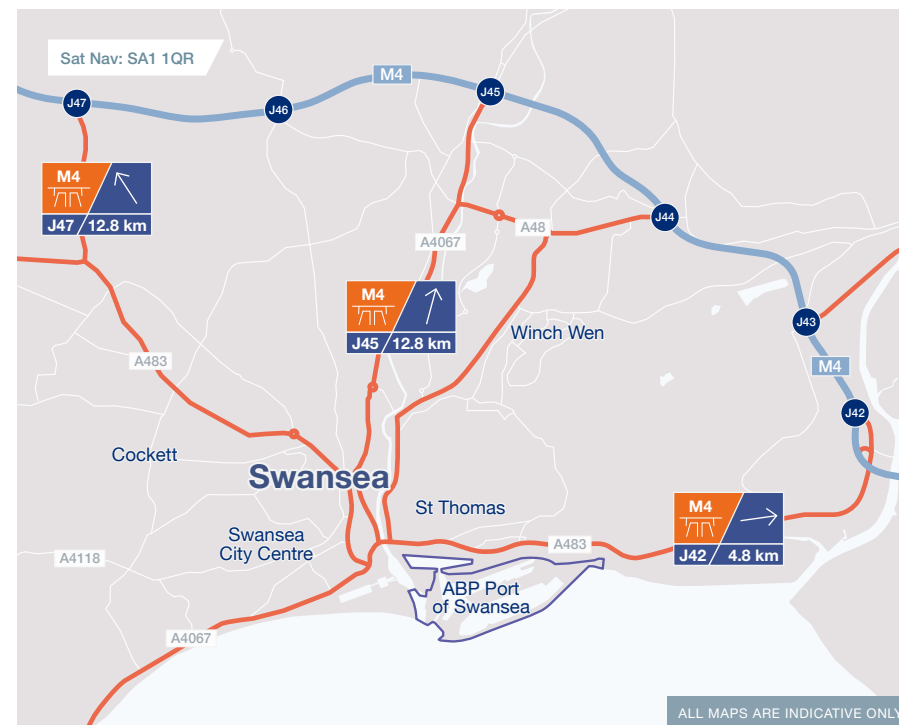 Sat Nav: SA1 1QR
M4
J45
J47
J46
M4
J47 12.8 km
J44
A48
A4067
M4
J45 12.8 km
J43
Winch Wen
A483
M4
J42
Cockett
Swansea
St Thomas
M4
J42 4.8 km
Swansea
City Centre
A483
A4118
ABP Port
of Swansea
A4067
ALL MAPS ARE INDICATIVE ONLY